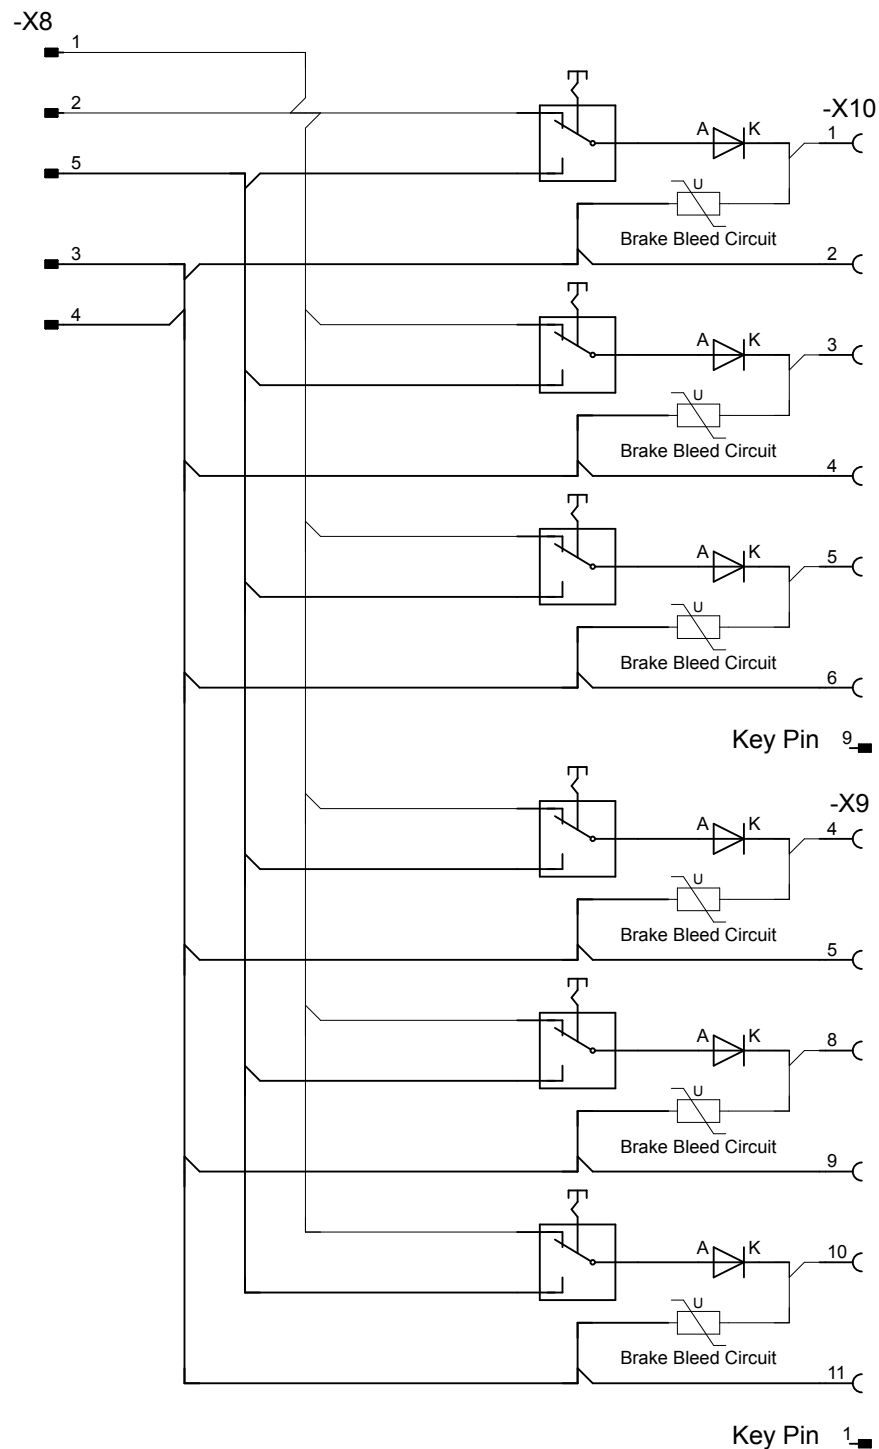 -X8
1
2
-X10
A K 1
5
U
Brake Bleed Circuit
3
2
4
A K 3
U
Brake Bleed Circuit
4
A K 5
U
Brake Bleed Circuit
6
Key Pin 9
-X9
A K 4
U
Brake Bleed Circuit
5
A K 8
U
Brake Bleed Circuit
9
A K 10
U
Brake Bleed Circuit
11
Key Pin 1